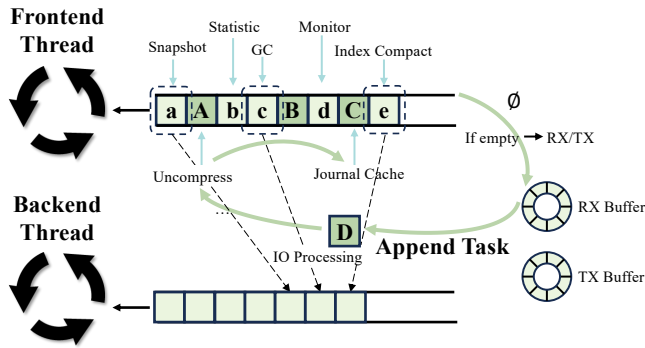 Frontend
Thread
Snapshot
Statistic
GC
Monitor
Index Compact
a
A
b
c
B
d
C
e
∅
If empty
RX/TX
Uncompress
Journal Cache
....
RX Buffer
Backend
Thread
D
Append Task
IO Processing
TX Buffer